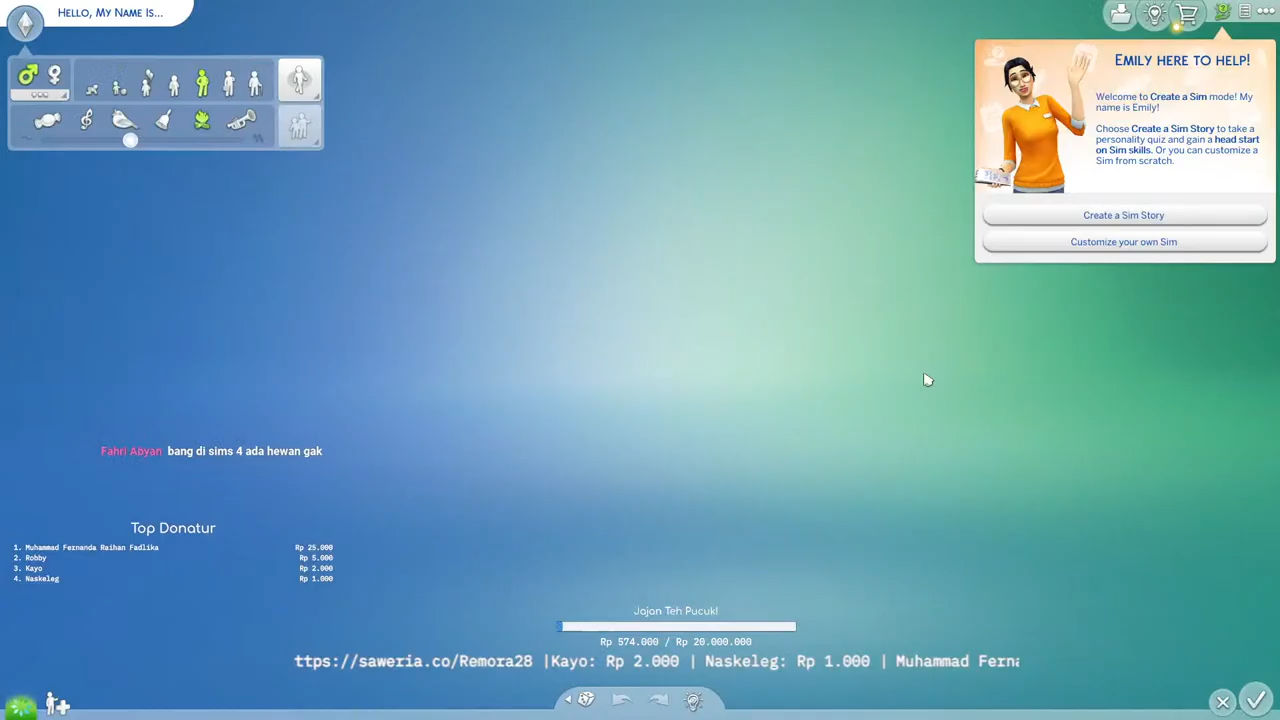 Hello, My Name Is...
Emily here to help!
Welcome to Create a Sim mode! My
name is Emily!
Choose Create a Sim Story to take a
personality quiz and gain a head start
on Sim skills. Or you can customize a
Sim from scratch.
Create a Sim Story
Customize your own Sim
Fahri Abyan bang di sims 4 ada hewan gak
Top Donatur
1. Muhammad Fernanda Raihan Fadlika Rp 25.000
2. Robby Rp 5.000
3. Kayo Rp 2.000
4. Naskeleg Rp 1.000
Jajan Teh Pucuk!
Rp 574.000 / Rp 20.000.000
ttps://saweria.co/Remora28 |Kayo: Rp 2.000 | Naskeleg: Rp 1.000 | Muhammad Ferna